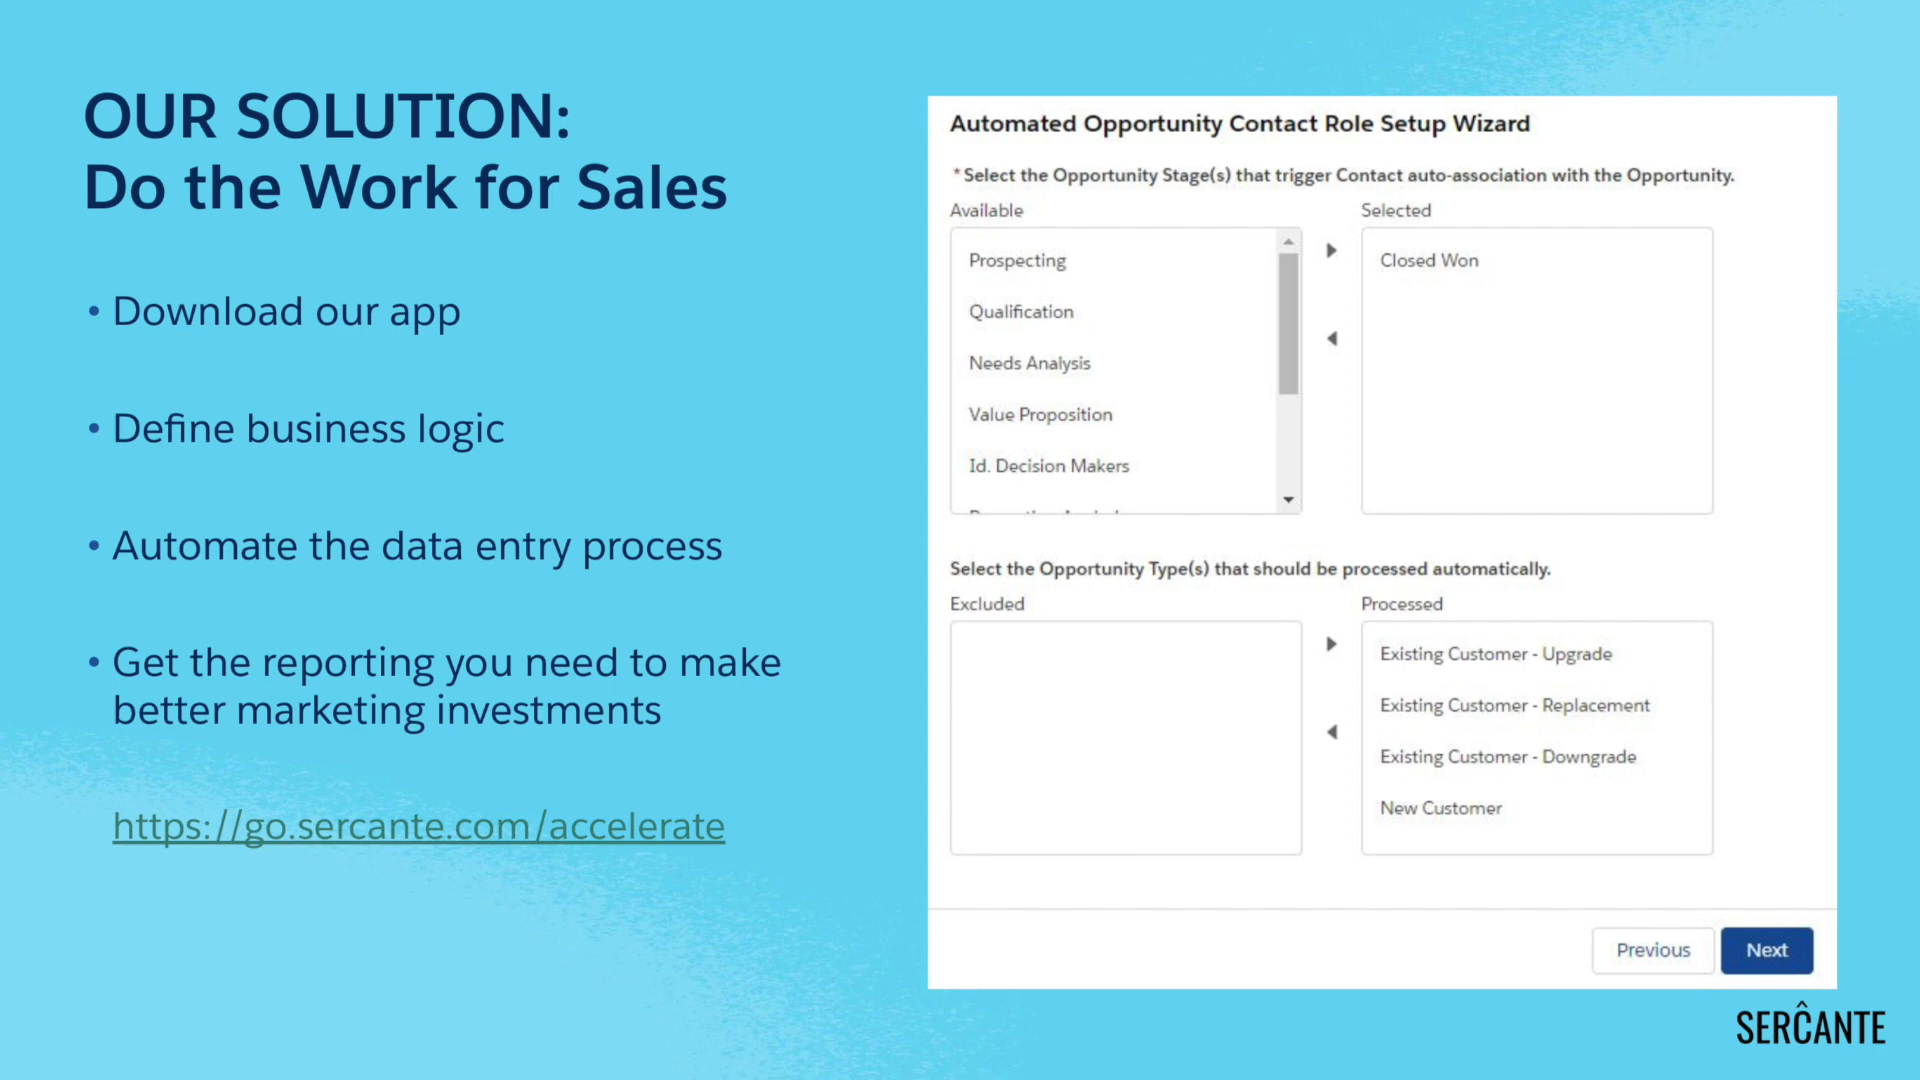 OUR SOLUTION:
Do the Work for Sales
• Download our app
• Define business logic
• Automate the data entry process
• Get the reporting you need to make
better marketing investments
https://go.sercante.com/accelerate
Automated Opportunity Contact Role Setup Wizard
* Select the Opportunity Stage(s) that trigger Contact auto-association with the Opportunity.
Available
Selected
Prospecting
Qualification
Needs Analysis
Value Proposition
Id. Decision Makers
Closed Won
Select the Opportunity Type(s) that should be processed automatically.
Excluded
Processed
Existing Customer - Upgrade
Existing Customer - Replacement
Existing Customer - Downgrade
New Customer
Previous
Next
SERĈANTE